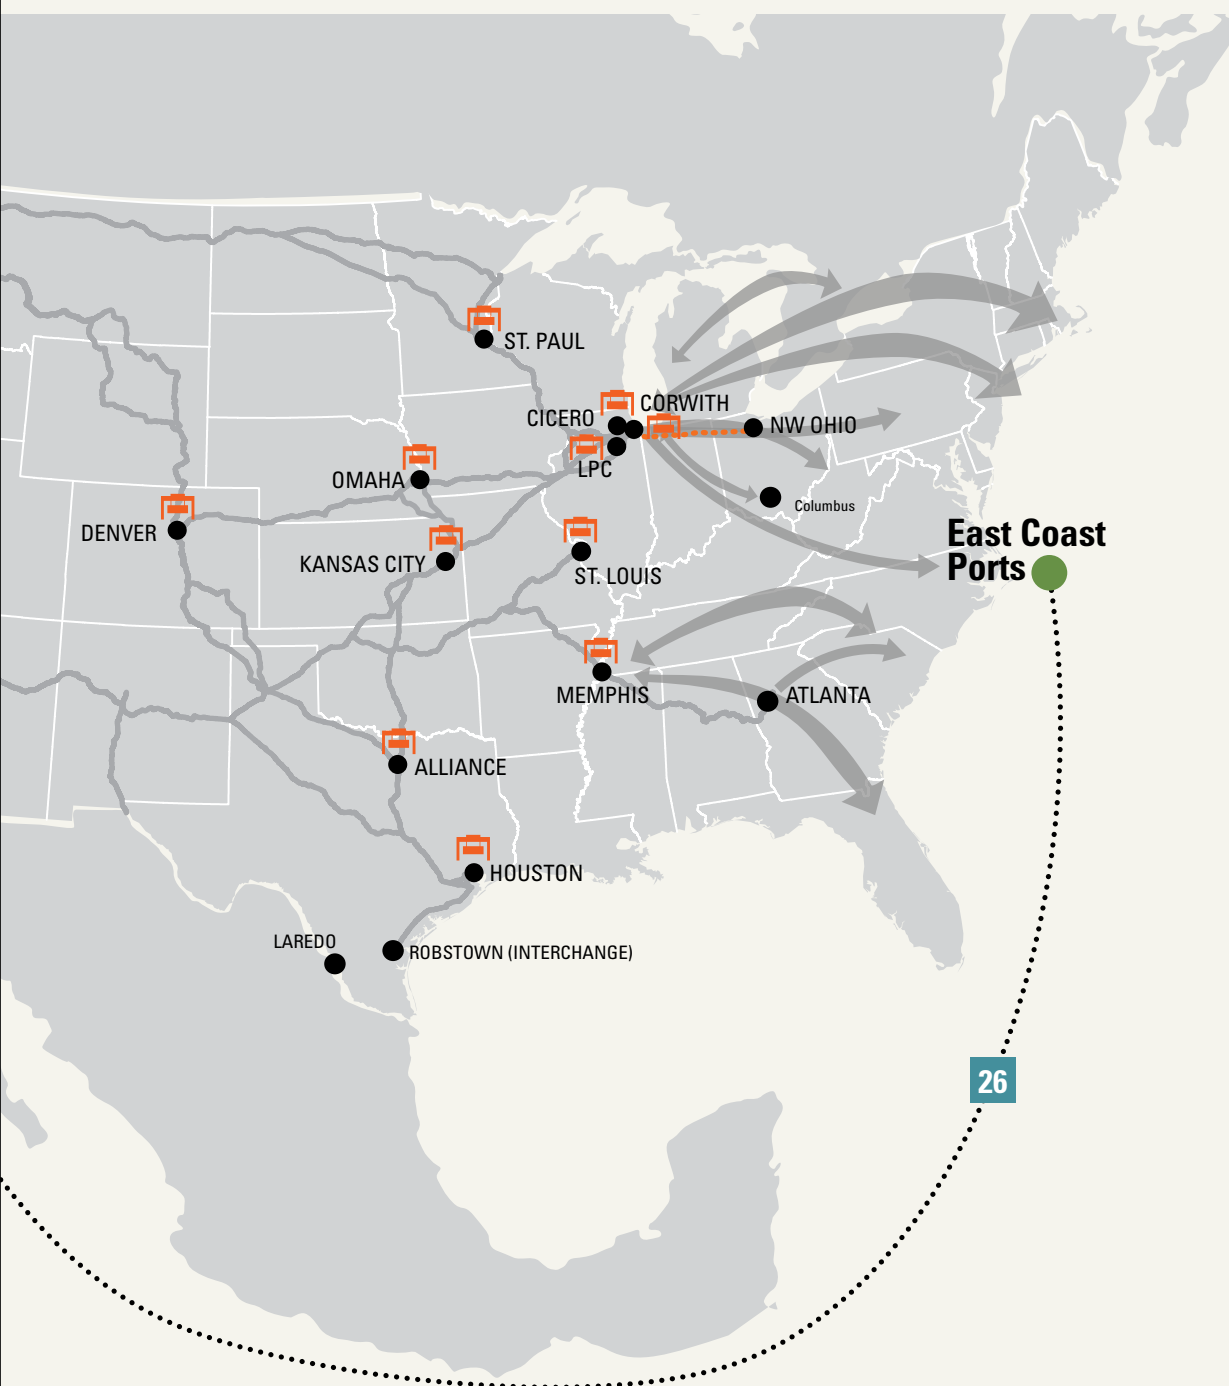 ST. PAUL
CORWITH
CICERO
NW OHIO
LPC
OMAHA
Columbus
DENVER
East Coast
Ports
KANSAS CITY
ST. LOUIS
MEMPHIS
ATLANTA
ALLIANCE
HOUSTON
LAREDO
ROBSTOWN (INTERCHANGE)
26